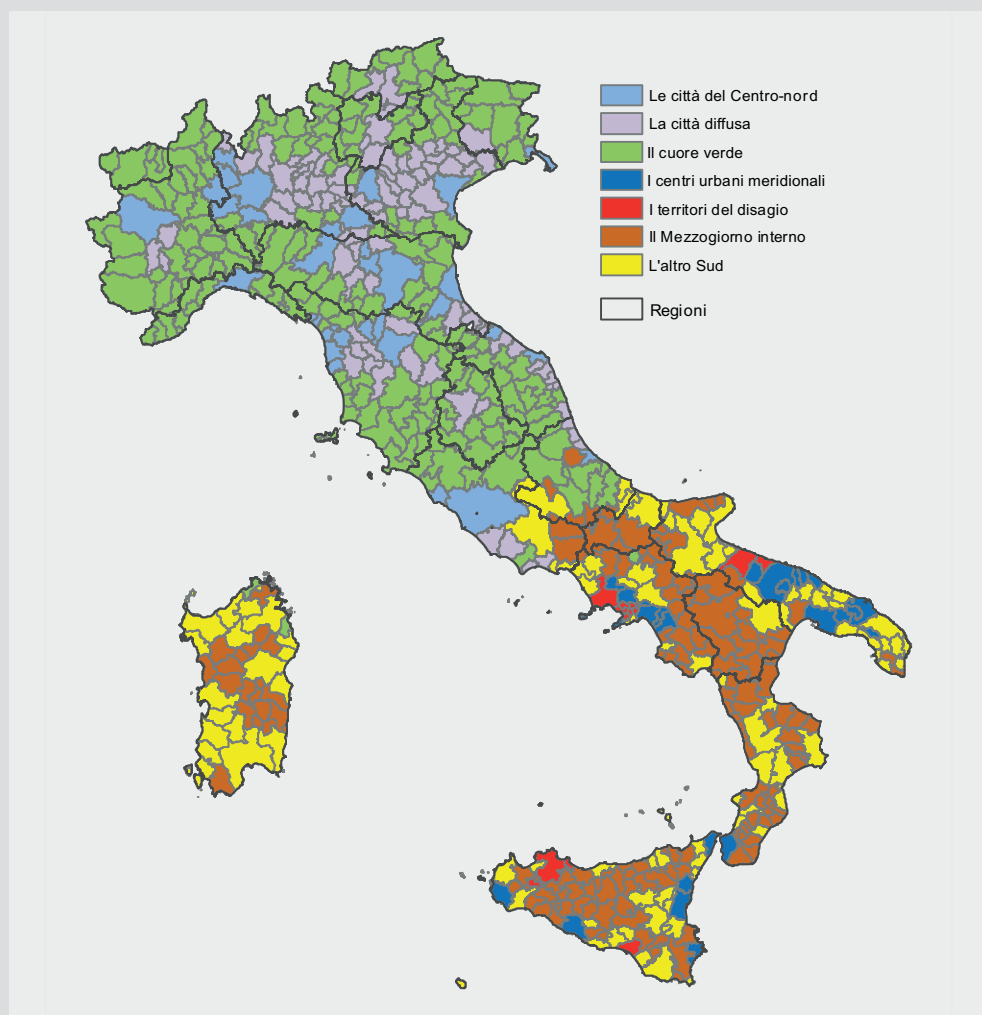 Le città del Centro-nord
La città diffusa
Il cuore verde
I centri urbani meridionali
I territori del disagio
Il Mezzogiorno interno
L'altro Sud
Regioni